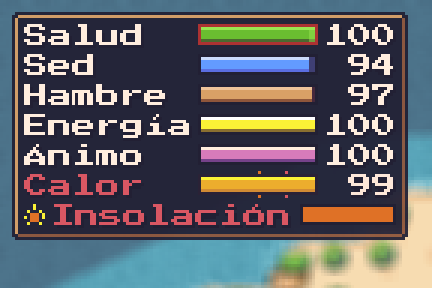 Salud 100
Sed 94
Hambre 97
Energía 100
Ánimo 100
Calor 99
Insolación